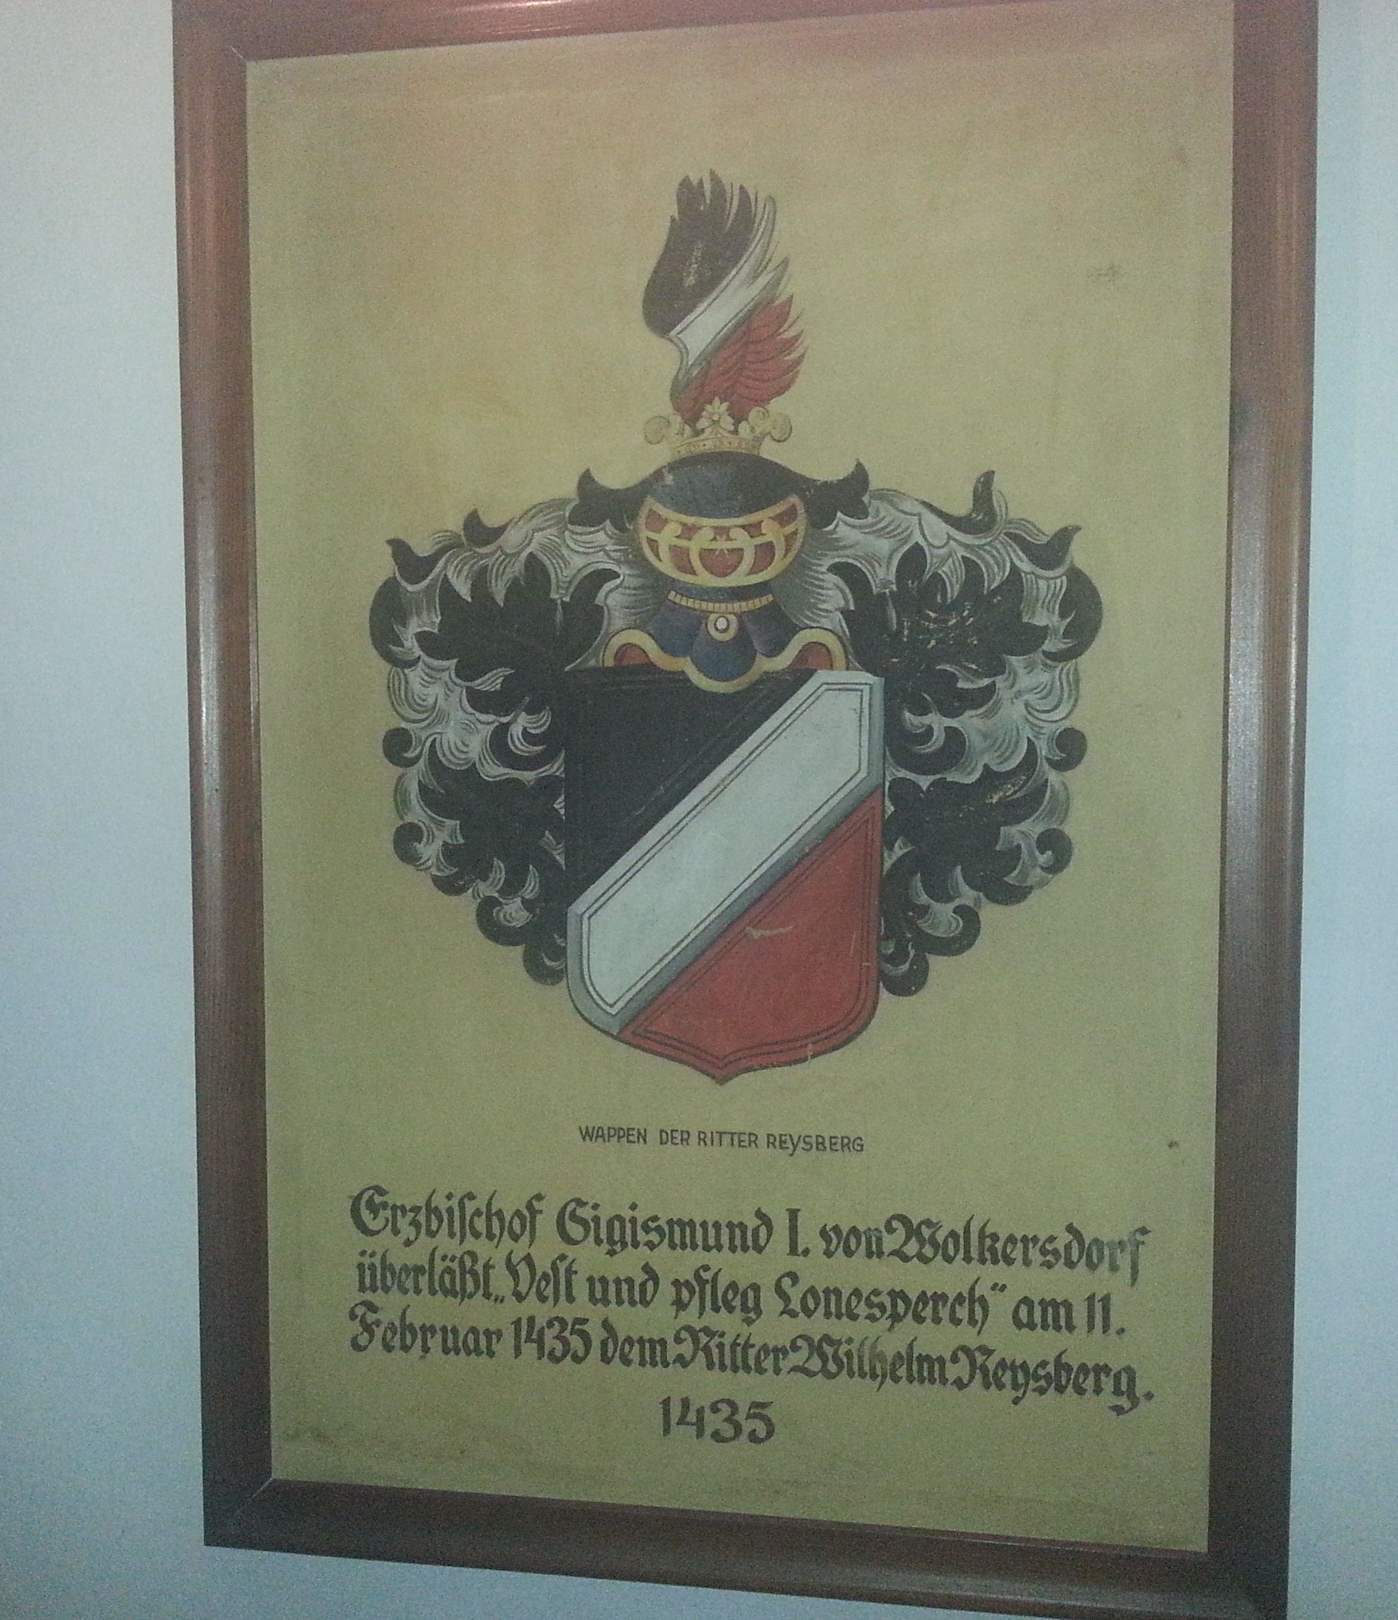 WAPPEN DER RITTER REYSBERG
Erzbischof Sigismund I. von Wolkersdorf
überläßt „Vest und pfleg Lonesperch" am 11.
Februar 1435 dem Ritter Wilhelm Reysberg.
1435